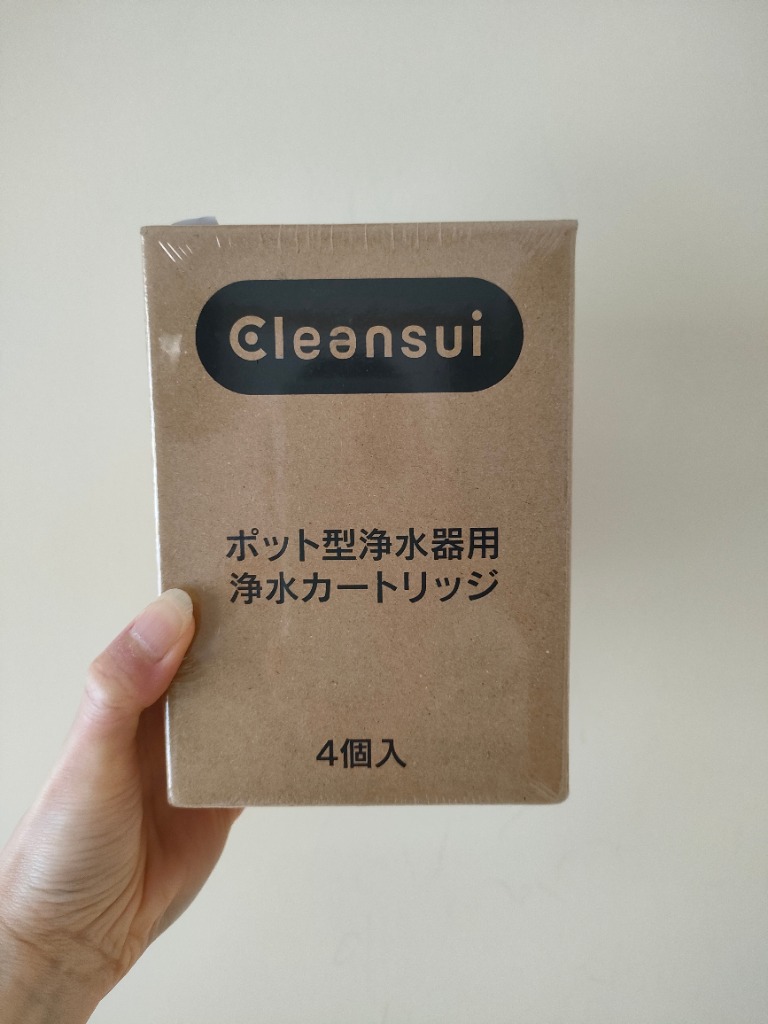 Cleansui
ポット型浄水器用
浄水カートリッジ
4個入